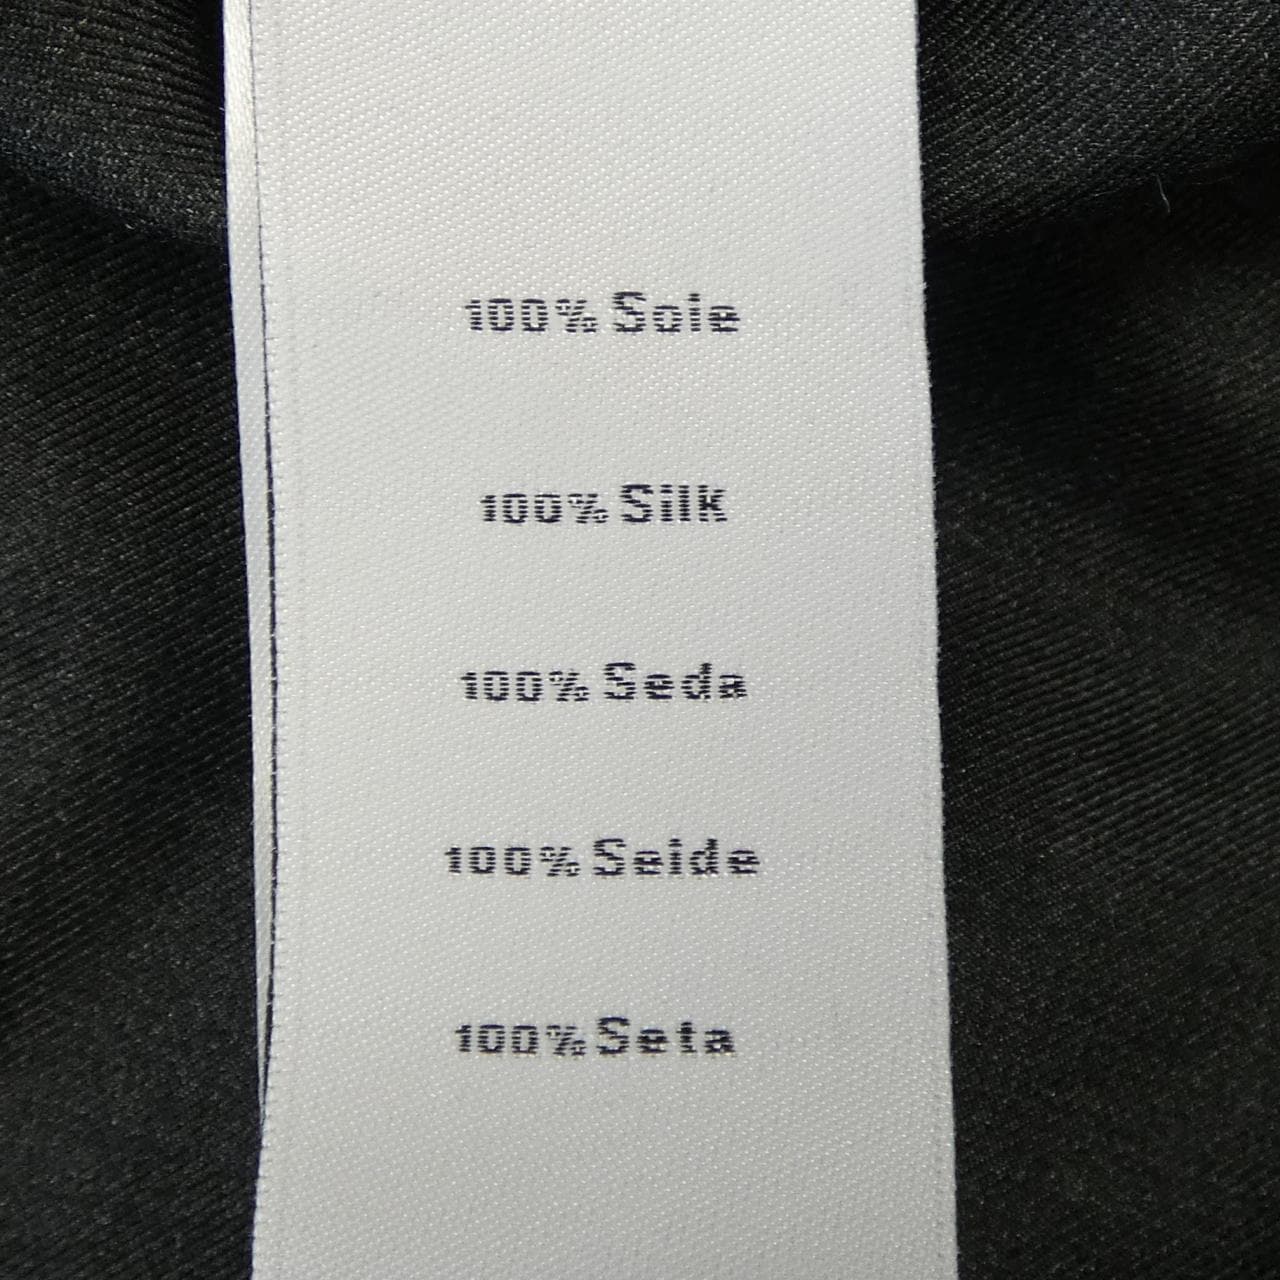 100% Soie
100% Silk
100% Seda
100% Seide
100% Seta